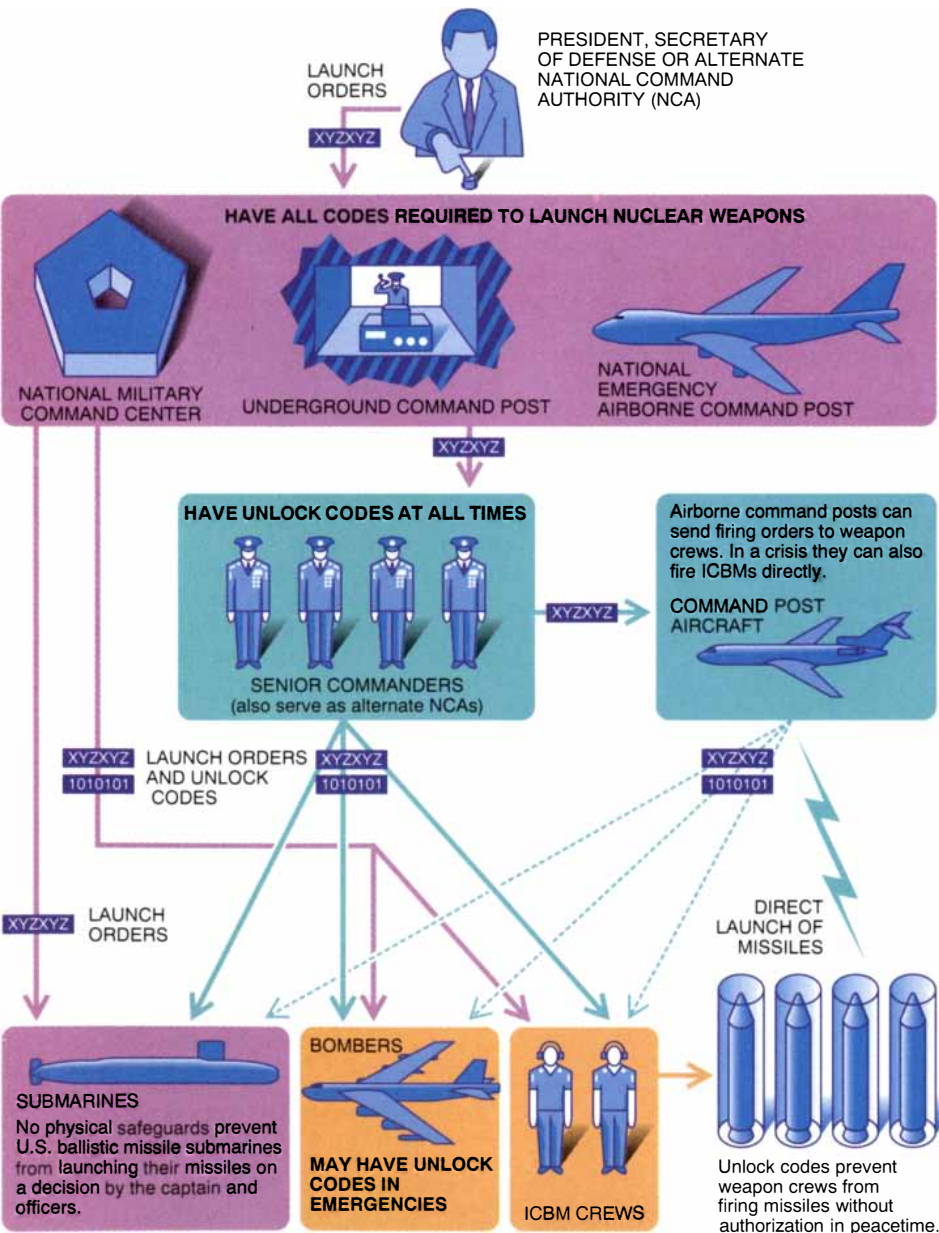 PRESIDENT, SECRETARY
OF DEFENSE OR ALTERNATE
NATIONAL COMMAND
AUTHORITY (NCA)
LAUNCH
ORDERS
XYZXYZ
HAVE ALL CODES REQUIRED TO LAUNCH NUCLEAR WEAPONS
NATIONAL MILITARY
COMMAND CENTER
UNDERGROUND COMMAND POST
NATIONAL
EMERGENCY
AIRBORNE COMMAND POST
XYZXYZ
HAVE UNLOCK CODES AT ALL TIMES
SENIOR COMMANDERS
(also serve as alternate NCAs)
XYZXYZ
Airborne command posts can
send firing orders to weapon
crews. In a crisis they can also
fire ICBMs directly.
COMMAND POST
AIRCRAFT
XYZXYZ
1010101
LAUNCH ORDERS
AND UNLOCK
CODES
XYZXYZ
1010101
XYZXYZ
1010101
XYZXYZ
LAUNCH
ORDERS
DIRECT
LAUNCH OF
MISSILES
SUBMARINES
No physical safeguards prevent
U.S. ballistic missile submarines
from launching their missiles on
a decision by the captain and
officers.
BOMBERS
MAY HAVE UNLOCK
CODES IN
EMERGENCIES
ICBM CREWS
Unlock codes prevent
weapon crews from
firing missiles without
authorization in peacetime.